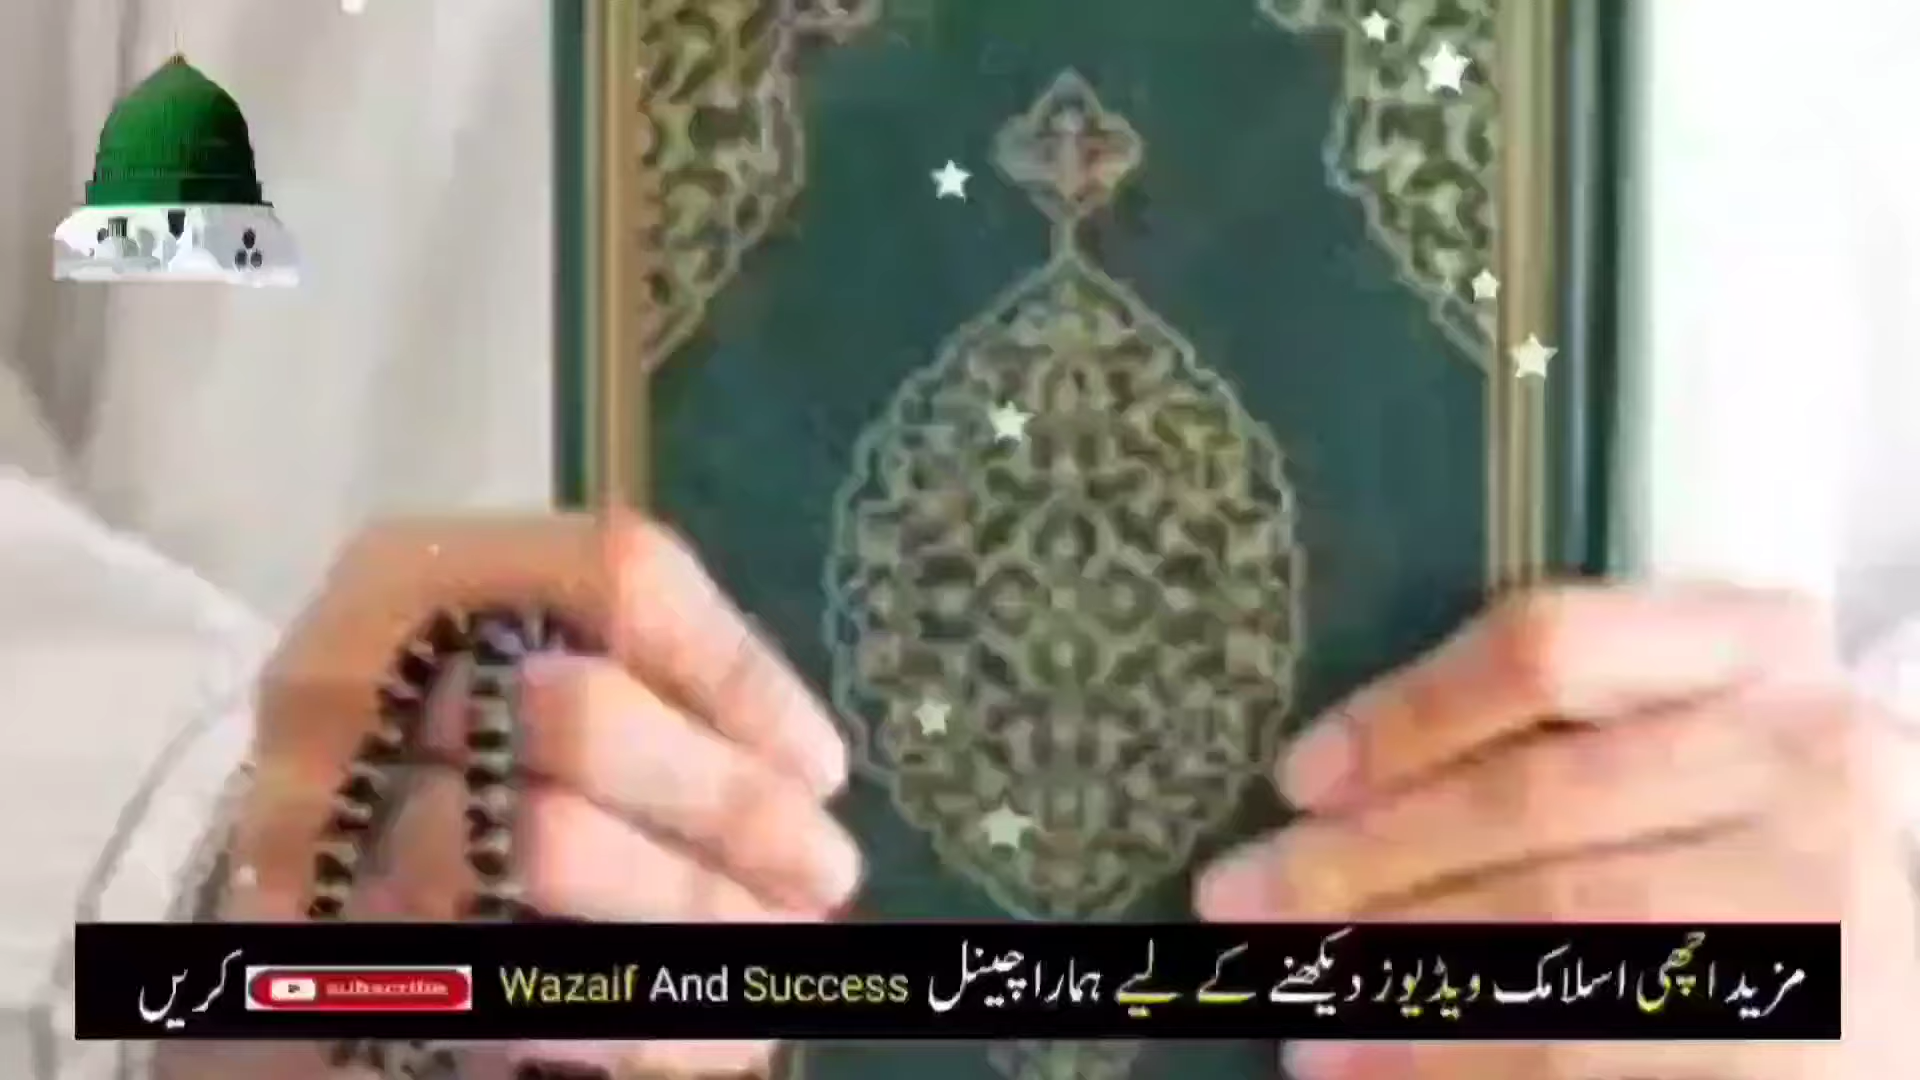 مزید اچھی اسلامک ویڈیوز دیکھنے کے لیے ہمارا چینل Wazaif And Success subscribe کریں